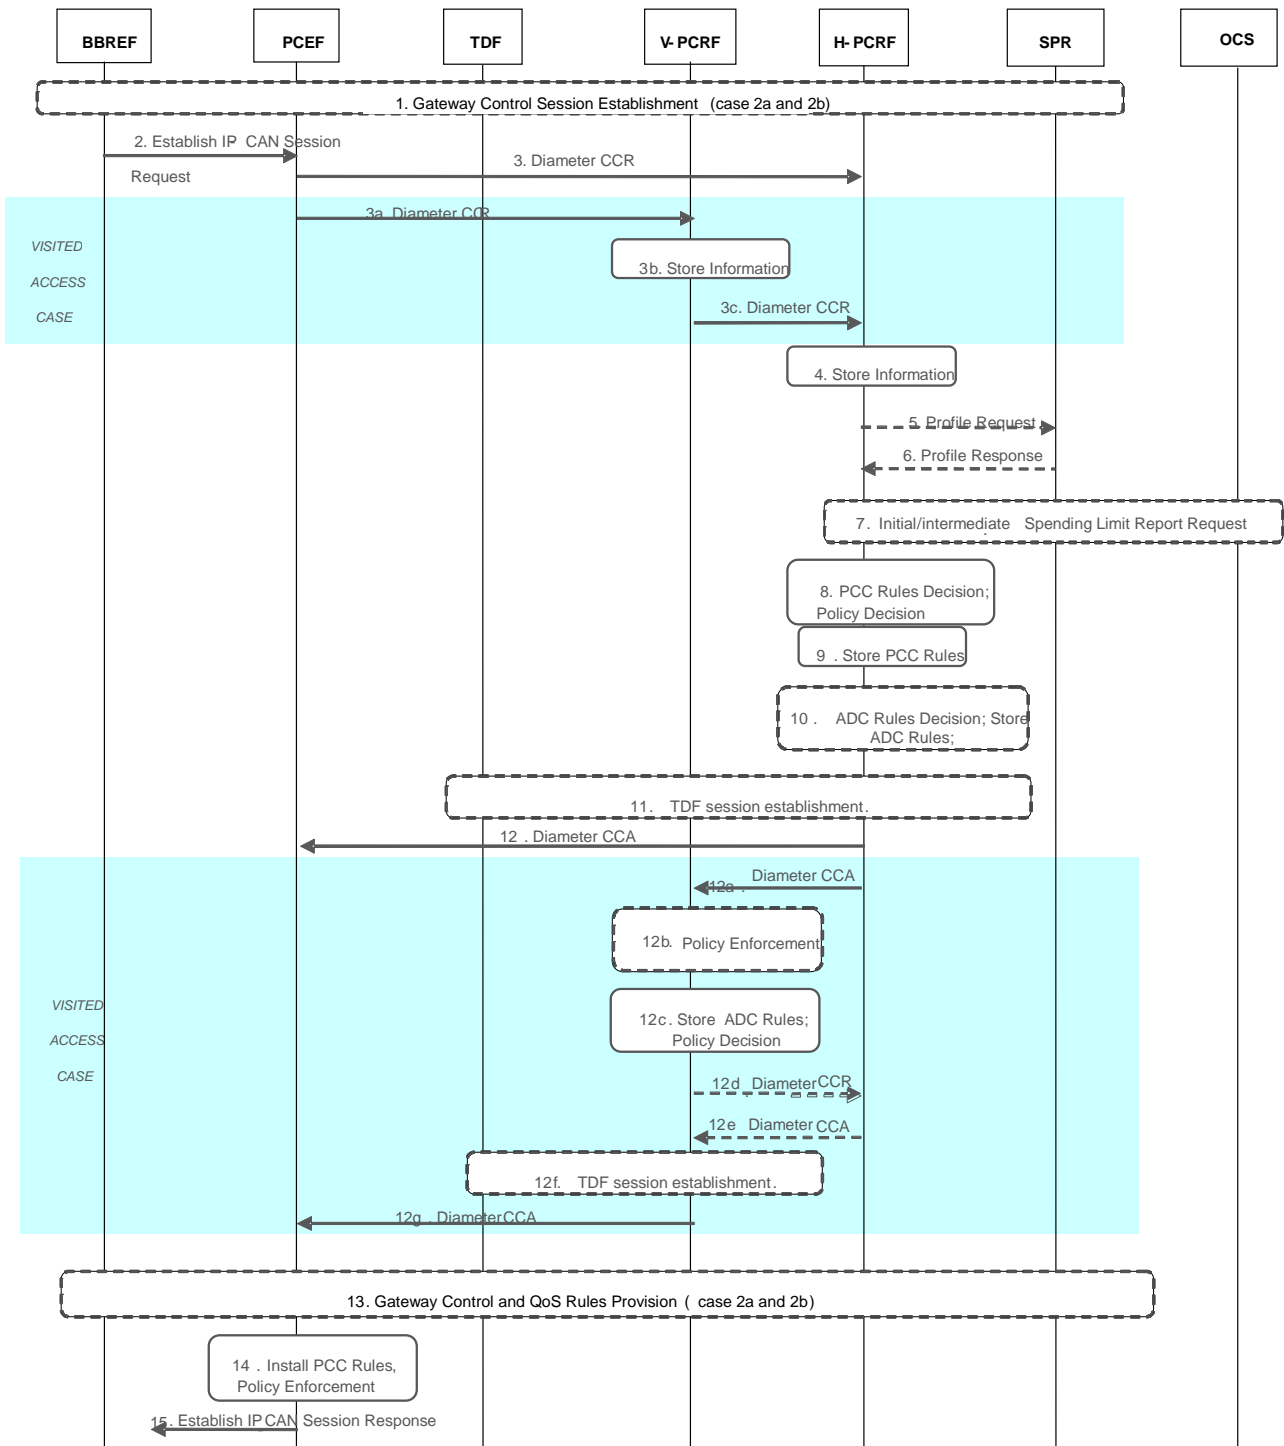 BBREF
PCEF
TDF
V- PCRF
H- PCRF
SPR
OCS
1. Gateway Control Session Establishment (case 2a and 2b)
2. Establish IP CAN Session
Request
3. Diameter CCR
3a. Diameter CCR
VISITED
ACCESS
CASE
3b. Store Information
3c. Diameter CCR
4. Store Information
5. Profile Request
6. Profile Response
7. Initial/intermediate Spending Limit Report Request
8. PCC Rules Decision;
Policy Decision
9 . Store PCC Rules
10 . ADC Rules Decision; Store
ADC Rules;
11. TDF session establishment.
12 . Diameter CCA
Diameter CCA
12a .
12b. Policy Enforcement
VISITED
ACCESS
CASE
12c. Store ADC Rules;
Policy Decision
12d . Diameter CCR
12e Diameter CCA
12f. TDF session establishment.
12g . Diameter CCA
13. Gateway Control and QoS Rules Provision ( case 2a and 2b)
14 . Install PCC Rules,
Policy Enforcement
15. Establish IP CAN Session Response